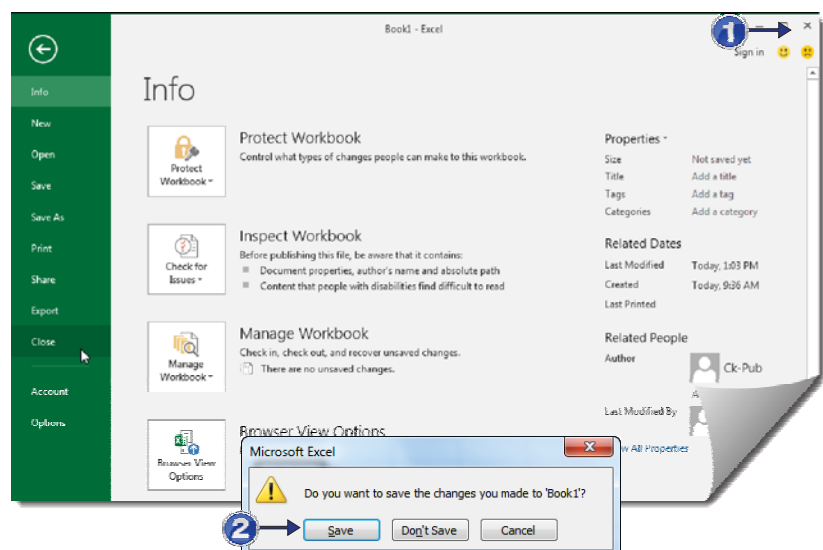 Book1 - Excel
1
Sign in
Info
New
Open
Save
Save As
Print
Share
Export
Close
Account
Options
Info
Protect
Workbook
Protect Workbook
Control what types of changes people can make to this workbook.
Check for
Issues
Inspect Workbook
Before publishing this file, be aware that it contains:
Document properties, author's name and absolute path
Content that people with disabilities find difficult to read
Manage
Workbook
Manage Workbook
Check in, check out, and recover unsaved changes.
There are no unsaved changes.
Browser View
Options
Browser View Options
Properties
Size Not saved yet
Title Add a title
Tags Add a tag
Categories Add a category
Related Dates
Last Modified Today, 1:03 PM
Created Today, 9:36 AM
Last Printed
Related People
Author Ck-Pub
Last Modified By
All Properties
Microsoft Excel
Do you want to save the changes you made to 'Book1'?
2
Save Don't Save Cancel